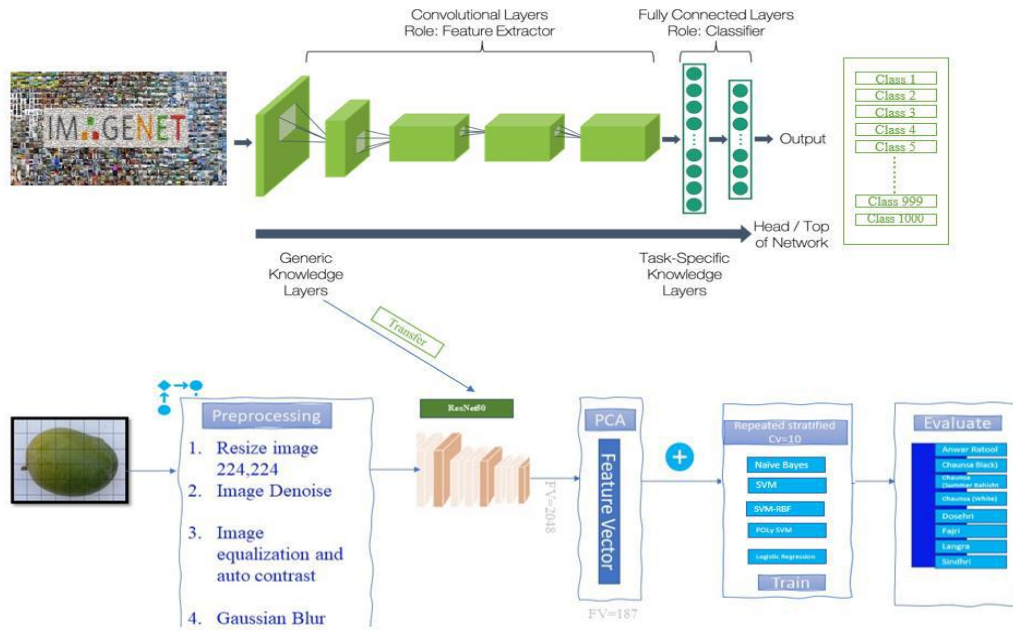 Convolutional Layers
Role: Feature Extractor
Fully Connected Layers
Role: Classifier
IMAGENET
Output
Class 1
Class 2
Class 3
Class 4
Class 5
Class 999
Class 1000
Head / Top
of Network
Generic
Knowledge
Layers
Task-Specific
Knowledge
Layers
Transfer
Preprocessing
1. Resize image
224,224
2. Image Denoise
3. Image
equalization and
auto contrast
4. Gaussian Blur
ResNet50
FV=2048
PCA
Feature Vector
FV=187
Repeated stratified
Cv=10
Naïve Bayes
SVM
SVM-RBF
POLy SVM
Logistic Regression
Train
Evaluate
Anwar Ratool
Chaunsa Black)
Chaunsa
(Summer Bahisht
Chaunsa (White)
Dosehri
Fajri
Langra
Sindhri